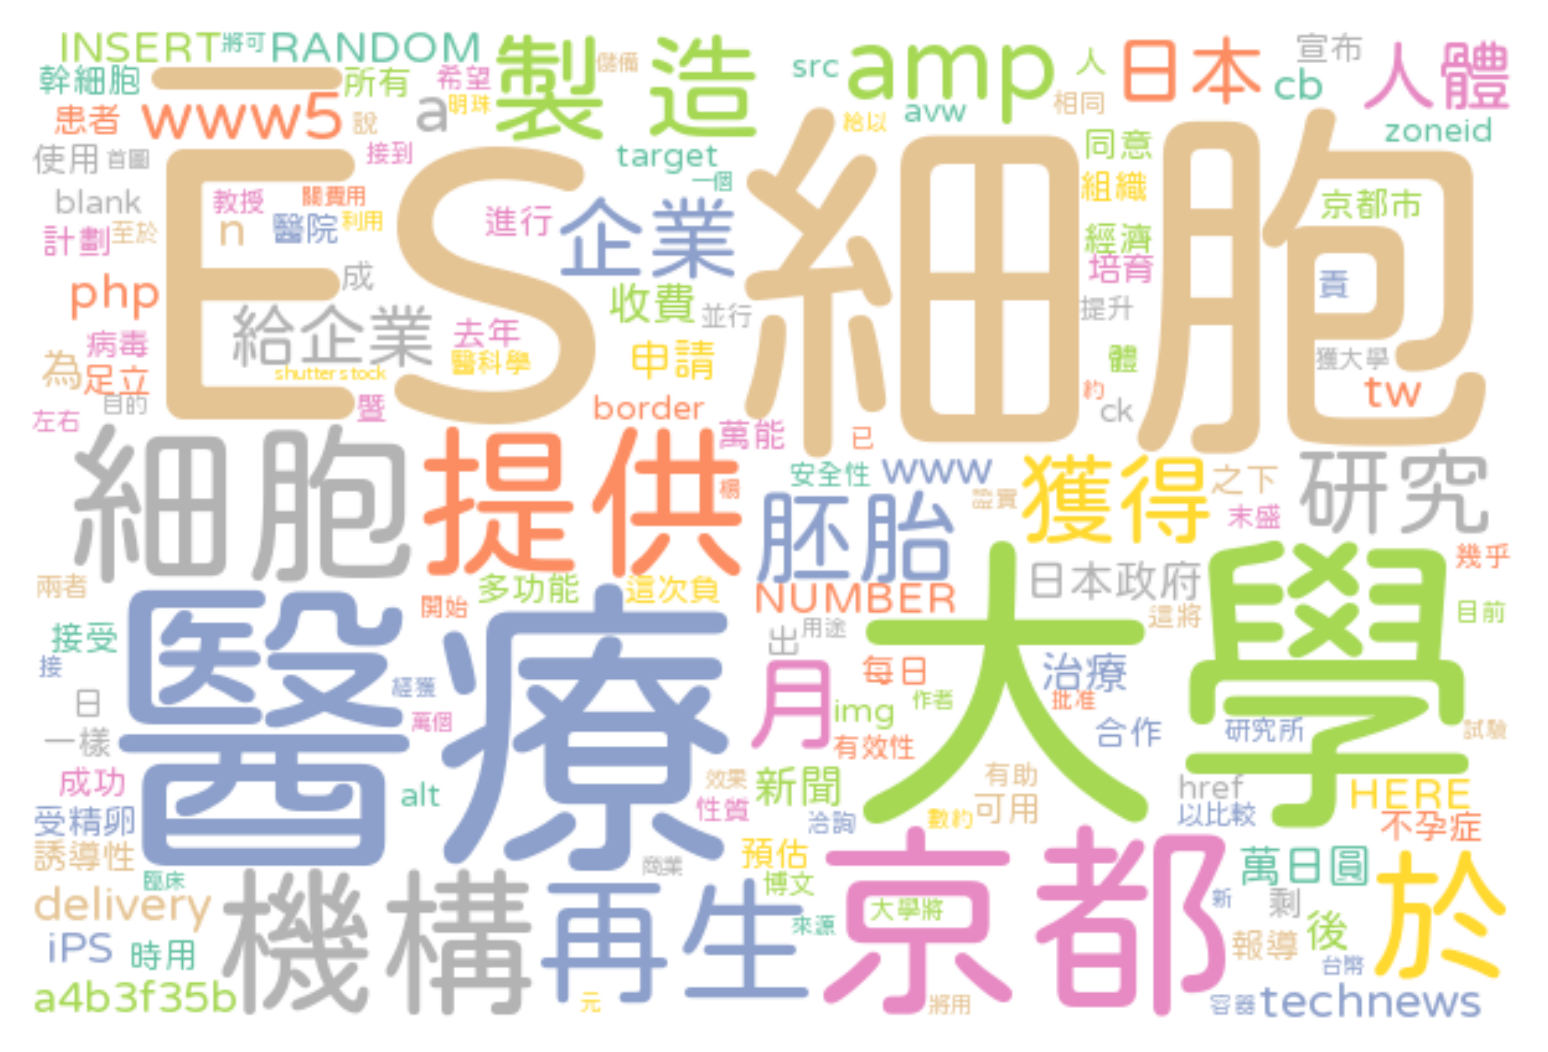 INSERT 將可 RANDOM
幹細胞 所有 希望 製造 儲備 src amp 人 日本 宣布 人體
患者 www5 說 a 明珠 給以 avw 相同 cb zoneid
使用 首圖 接到 target 一個 同意
blank 教授 關費用 進行 企業 組織 京都市
計劃 至於 n 醫院 利用 經濟
ES細胞
php 成 收費 並行 培育 提升
病毒 給企業 去年 申請 體 獲大學
為 足立 shutterstock 醫科學 約 tw
左右 目的 暨 border 萬能 已 ck
細胞 提供 安全性 www 獲得 之下 研究
胚胎 證實 末盛
兩者 多功能 這次負 日本政府 幾乎
開始 NUMBER 這將 目前
接受 醫療 出 用途 大學
接 經獲 月 每日 治療
日 萬個 img 作者 批准
一樣 有效性 合作 研究所 試驗
成功 alt 效果 新聞 有助 href HERE
受精卵 性質 洽詢 數約 可用 以比較 不孕症
誘導性 商業 預估 京都 萬日圓 於
臨床 博文
delivery 機構 再生 來源 大學將 新 剩 後
iPS 時用 報導 台幣
a4b3f35b 元 將用 容器 technews